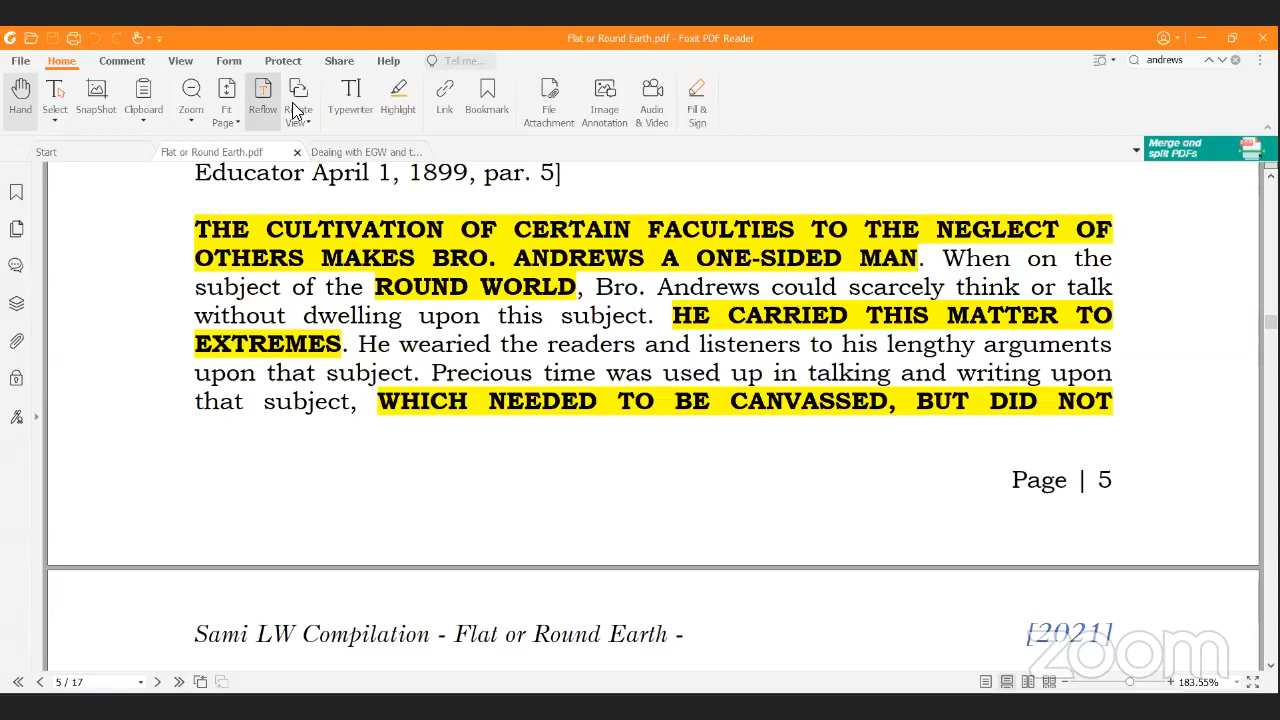 Flat or Round Earth.pdf - Foxit PDF Reader
File Home Comment View Form Protect Share Help Tell me... andrews
Hand Select SnapShot Clipboard Zoom Fit Page Reflow Rotate View Typewriter Highlight Link Bookmark File Attachment Image Annotation Audio & Video Fill & Sign
Start Flat or Round Earth.pdf Dealing with EGW and t... Merge and split PDFs
Educator April 1, 1899, par. 5]
THE CULTIVATION OF CERTAIN FACULTIES TO THE NEGLECT OF
OTHERS MAKES BRO. ANDREWS A ONE-SIDED MAN. When on the
subject of the ROUND WORLD, Bro. Andrews could scarcely think or talk
without dwelling upon this subject. HE CARRIED THIS MATTER TO
EXTREMES. He wearied the readers and listeners to his lengthy arguments
upon that subject. Precious time was used up in talking and writing upon
that subject, WHICH NEEDED TO BE CANVASSED, BUT DID NOT
Page | 5
Sami LW Compilation - Flat or Round Earth - [2021]
zoom
5 / 17 183.55%